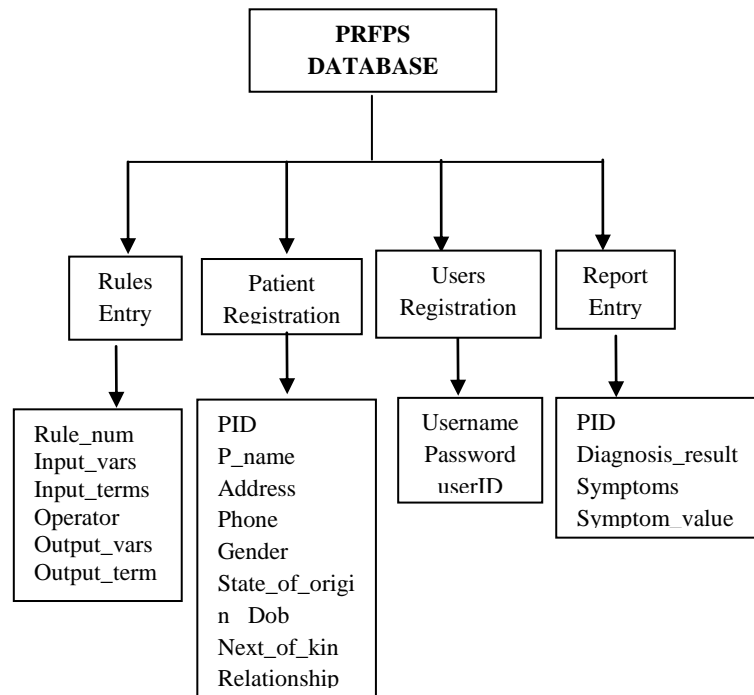 PRFPS
DATABASE
Rules
Entry
Patient
Registration
Users
Registration
Report
Entry
Rule_num
Input_vars
Input_terms
Operator
Output_vars
Output_term
PID
P_name
Address
Phone
Gender
State_of_origi
n Dob
Next_of_kin
Relationship
Username
Password
userID
PID
Diagnosis_result
Symptoms
Symptom_value